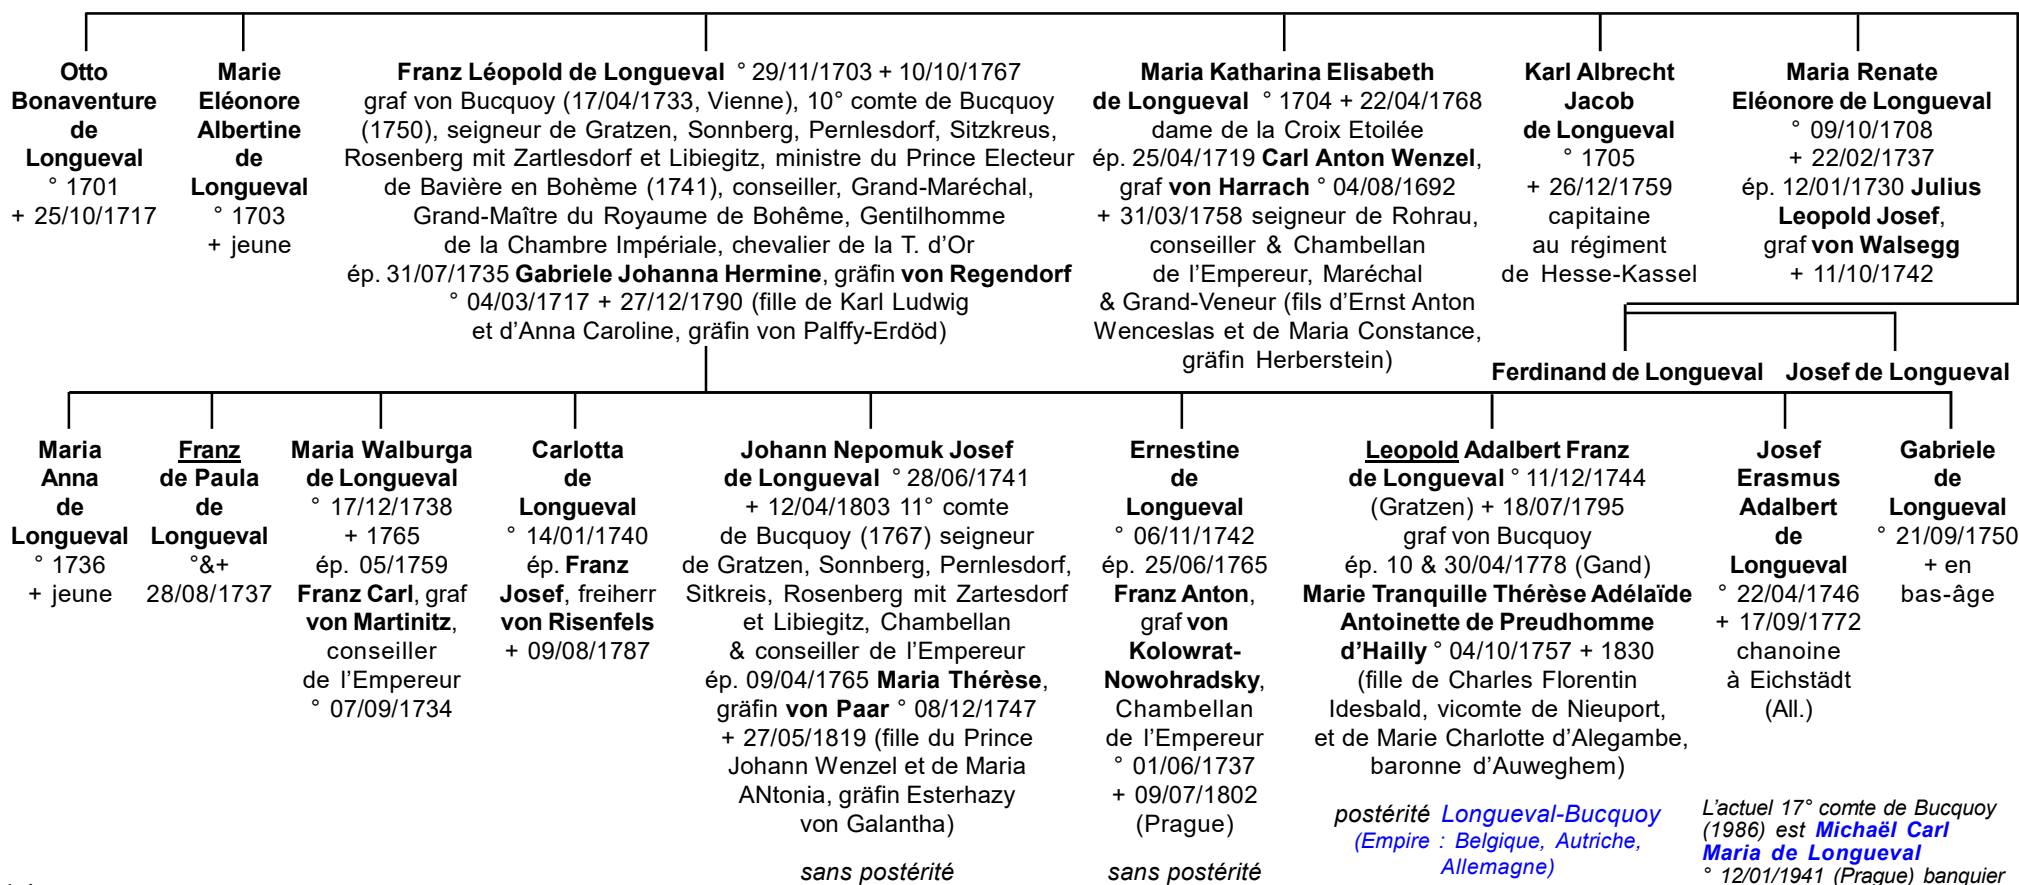 Otto
Bonaventure
de
Longueval
° 1701
+ 25/10/1717
Marie
Eléonore
Albertine
de
Longueval
° 1703
+ jeune
Franz Léopold de Longueval ° 29/11/1703 + 10/10/1767
graf von Bucquoy (17/04/1733, Vienne), 10° comte de Bucquoy
(1750), seigneur de Gratzen, Sonnberg, Pernlesdorf, Sitzkreus,
Rosenberg mit Zartlesdorf et Libiegitz, ministre du Prince Electeur
de Bavière en Bohème (1741), conseiller, Grand-Maréchal,
Grand-Maître du Royaume de Bohême, Gentilhomme
de la Chambre Impériale, chevalier de la T. d'Or
ép. 31/07/1735 Gabriele Johanna Hermine, gräfin von Regendorf
° 04/03/1717 + 27/12/1790 (fille de Karl Ludwig
et d'Anna Caroline, gräfin von Palffy-Erdöd)
Maria Katharina Elisabeth
de Longueval ° 1704 + 22/04/1768
dame de la Croix Etoilée
ép. 25/04/1719 Carl Anton Wenzel,
graf von Harrach ° 04/08/1692
+ 31/03/1758 seigneur de Rohrau,
conseiller & Chambellan
de l'Empereur, Maréchal
& Grand-Veneur (fils d'Ernst Anton
Wenceslas et de Maria Constance,
gräfin Herberstein)
Karl Albrecht
Jacob
de Longueval
° 1705
+ 26/12/1759
capitaine
au régiment
de Hesse-Kassel
Maria Renate
Eléonore de Longueval
° 09/10/1708
+ 22/02/1737
ép. 12/01/1730 Julius
Leopold Josef,
graf von Walsegg
+ 11/10/1742
Ferdinand de Longueval
Josef de Longueval
Maria
Anna
de
Longueval
° 1736
+ jeune
Franz
de Paula
de
Longueval
°&+
28/08/1737
Maria Walburga
de Longueval
° 17/12/1738
+ 1765
ép. 05/1759
Franz Carl, graf
von Martinitz,
conseiller
de l'Empereur
° 07/09/1734
Carlotta
de
Longueval
° 14/01/1740
ép. Franz
Josef, freiherr
von Risenfels
+ 09/08/1787
Johann Nepomuk Josef
de Longueval ° 28/06/1741
+ 12/04/1803 11° comte
de Bucquoy (1767) seigneur
de Gratzen, Sonnberg, Pernlesdorf,
Sitkreis, Rosenberg mit Zartesdorf
et Libiegitz, Chambellan
& conseiller de l'Empereur
ép. 09/04/1765 Maria Thérèse,
gräfin von Paar ° 08/12/1747
+ 27/05/1819 (fille du Prince
Johann Wenzel et de Maria
ANtonia, gräfin Esterhazy
von Galantha)
sans postérité
Ernestine
de
Longueval
° 06/11/1742
ép. 25/06/1765
Franz Anton,
graf von
Kolowrat-
Nowohradsky,
Chambellan
de l'Empereur
° 01/06/1737
+ 09/07/1802
(Prague)
sans postérité
Leopold Adalbert Franz
de Longueval ° 11/12/1744
(Gratzen) + 18/07/1795
graf von Bucquoy
ép. 10 & 30/04/1778 (Gand)
Marie Tranquille Thérèse Adélaïde
Antoinette de Preudhomme
d'Hailly ° 04/10/1757 + 1830
(fille de Charles Florentin
Idesbald, vicomte de Nieuport,
et de Marie Charlotte d'Alegambe,
baronne d'Auweghem)
postérité Longueval-Bucquoy
(Empire : Belgique, Autriche,
Allemagne)
Josef
Erasmus
Adalbert
de
Longueval
° 22/04/1746
+ 17/09/1772
chanoine
à Eichstädt
(All.)
Gabriele
de
Longueval
° 21/09/1750
+ en
bas-âge
L'actuel 17° comte de Bucquoy
(1986) est Michaël Carl
Maria de Longueval
° 12/01/1941 (Prague) banquier